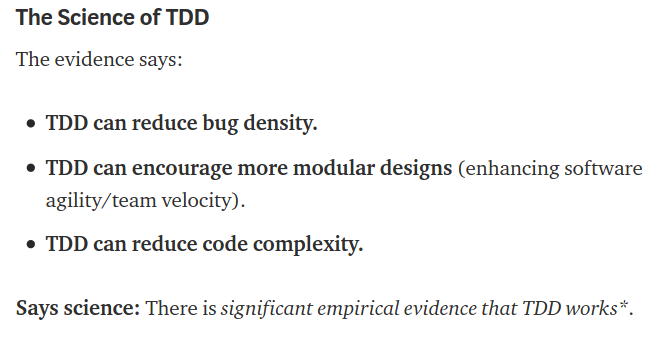 The Science of TDD
The evidence says:
• TDD can reduce bug density.
• TDD can encourage more modular designs (enhancing software
agility/team velocity).
• TDD can reduce code complexity.
Says science: There is significant empirical evidence that TDD works*.